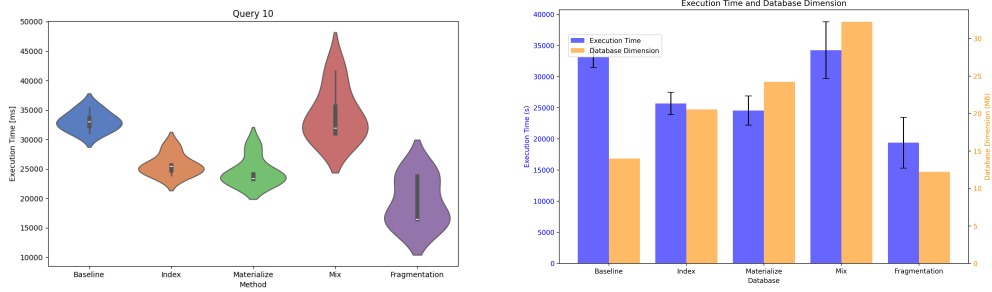 Query 10
Execution Time [ms]
50000
45000
40000
35000
30000
25000
20000
15000
10000
Baseline
Index
Materialize
Mix
Fragmentation
Method
Execution Time and Database Dimension
Execution Time (s)
40000
35000
30000
25000
20000
15000
10000
5000
0
Execution Time
Database Dimension
30
25
20
15
10
5
0
Database Dimension (MB)
Baseline
Index
Materialize
Mix
Fragmentation
Database